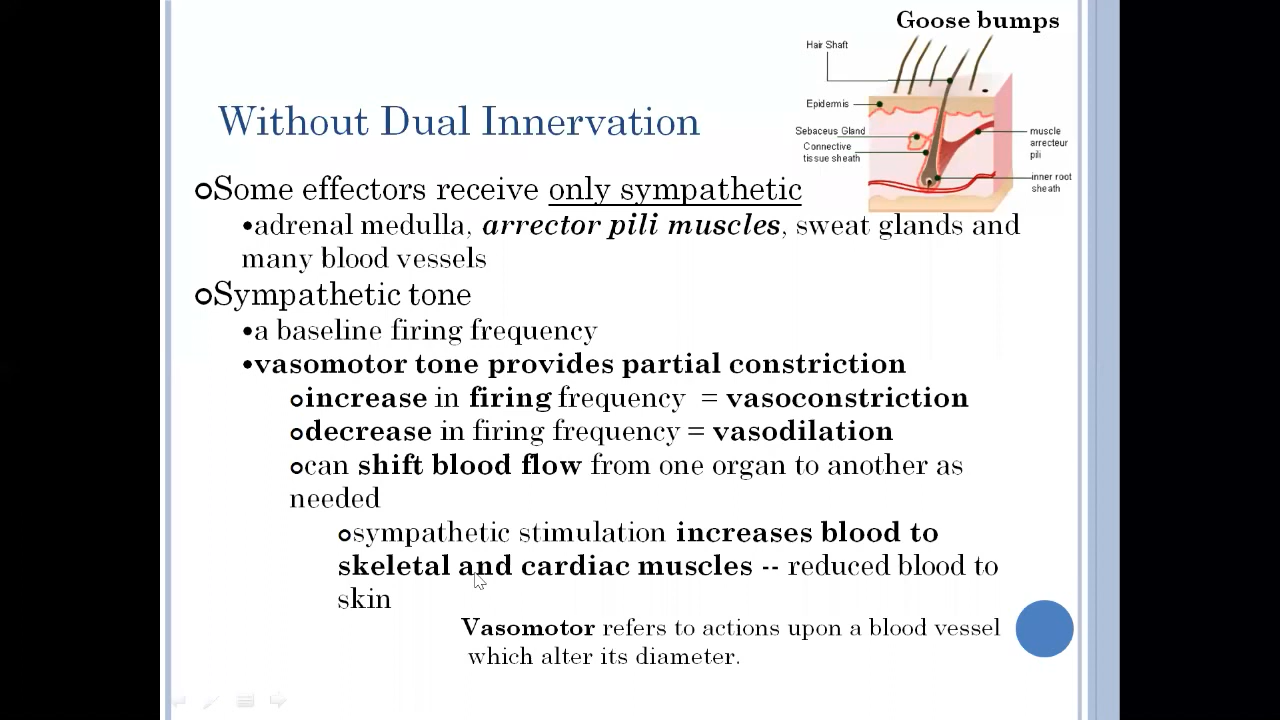 Goose bumps
Hair Shaft
Epidermis
Sebaceus Gland
Connective
tissue sheath
muscle
arrecteur
pili
inner root
sheath
Without Dual Innervation
Some effectors receive only sympathetic
•adrenal medulla, arrector pili muscles, sweat glands and
many blood vessels
Sympathetic tone
•a baseline firing frequency
•vasomotor tone provides partial constriction
increase in firing frequency = vasoconstriction
decrease in firing frequency = vasodilation
can shift blood flow from one organ to another as
needed
sympathetic stimulation increases blood to
skeletal and cardiac muscles -- reduced blood to
skin
Vasomotor refers to actions upon a blood vessel
which alter its diameter.